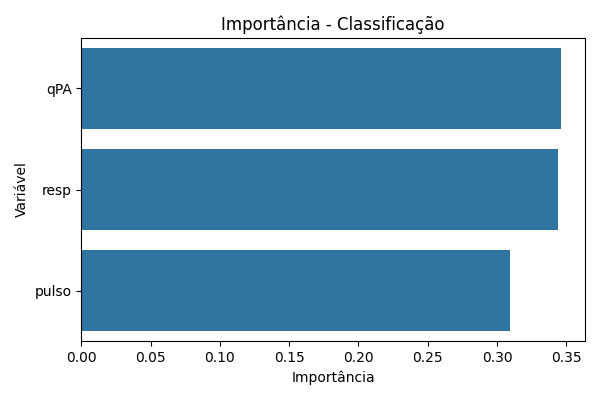 Importância - Classificação
qPA
resp
pulso
Variável
0.00 0.05 0.10 0.15 0.20 0.25 0.30 0.35
Importância